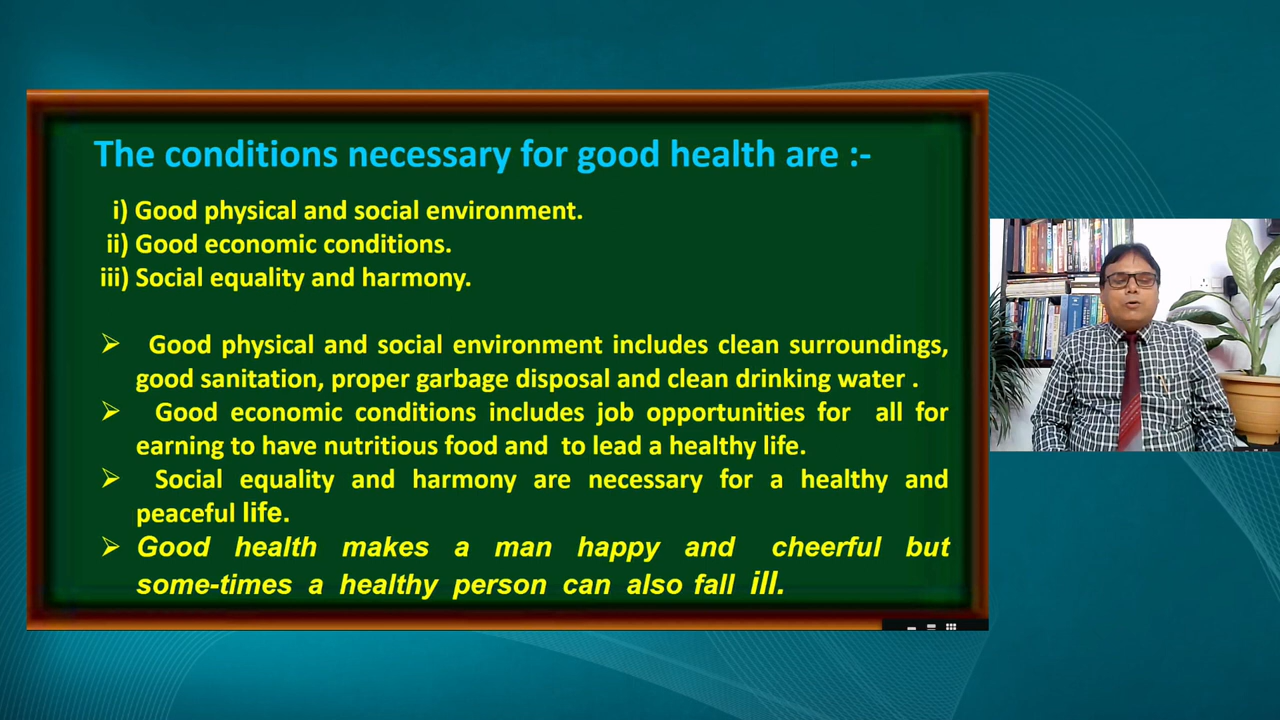 The conditions necessary for good health are :-
i) Good physical and social environment.
ii) Good economic conditions.
iii) Social equality and harmony.
➢ Good physical and social environment includes clean surroundings,
good sanitation, proper garbage disposal and clean drinking water .
➢ Good economic conditions includes job opportunities for all for
earning to have nutritious food and to lead a healthy life.
➢ Social equality and harmony are necessary for a healthy and
peaceful life.
➢ Good health makes a man happy and cheerful but
some-times a healthy person can also fall ill.